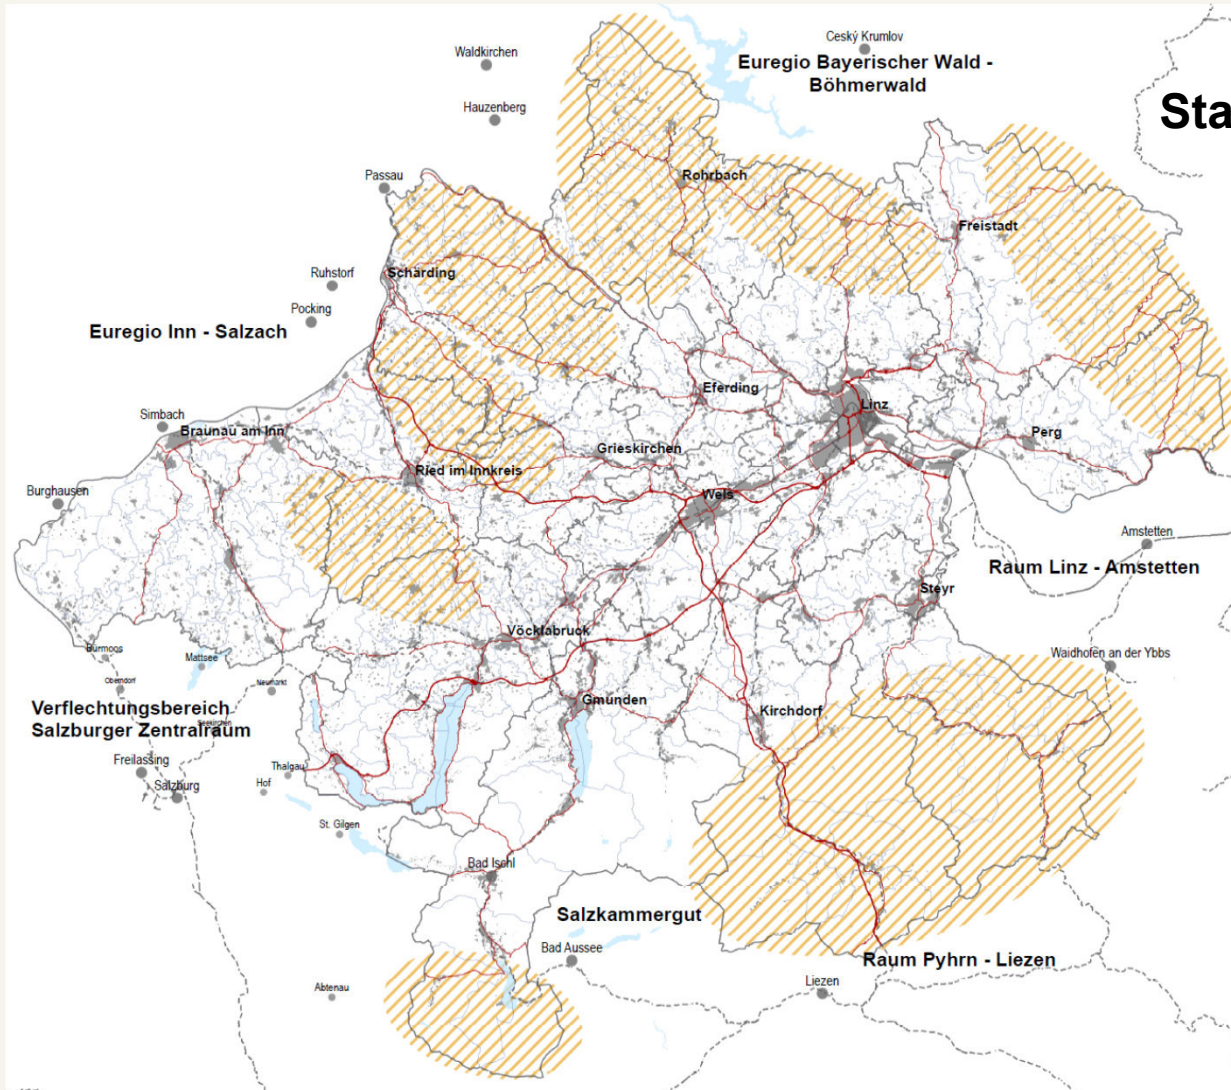 Český Krumlov
Waldkirchen
Euregio Bayerischer Wald -
Böhmerwald
Sta
Hauzenberg
Passau
Rohrbach
Freistadt
Schärding
Ruhstorf
Pocking
Euregio Inn - Salzach
Eferding
Linz
Simbach
Braunau am Inn
Perg
Grieskirchen
Ried im Innkreis
Burghausen
Wels
Amstetten
Raum Linz - Amstetten
Steyr
Vöcklabruck
Bürmoos
Mattsee
Waidhofen an der Ybbs
Oberndorf
Neumarkt
Gmunden
Verflechtungsbereich
Kirchdorf
Seekirchen
Salzburger Zentralraum
Freilassing
Thalgau
Hof
Salzburg
St. Gilgen
Bad Ischl
Salzkammergut
Bad Aussee
Raum Pyhrn - Liezen
Abtenau
Liezen